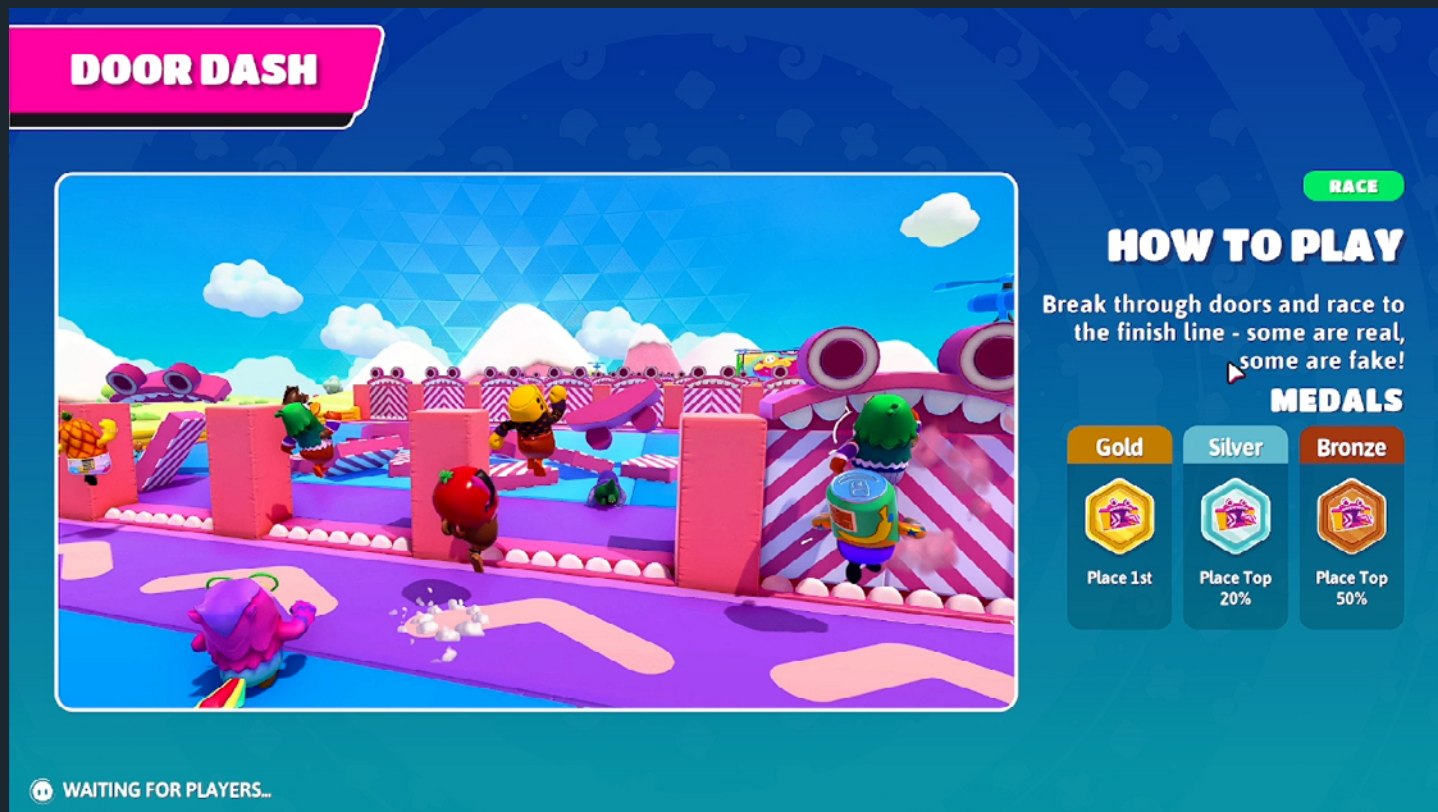 DOOR DASH
RACE
HOW TO PLAY
Break through doors and race to
the finish line - some are real,
some are fake!
MEDALS
Gold
Silver
Bronze
Place 1st
Place Top
20%
Place Top
50%
WAITING FOR PLAYERS...